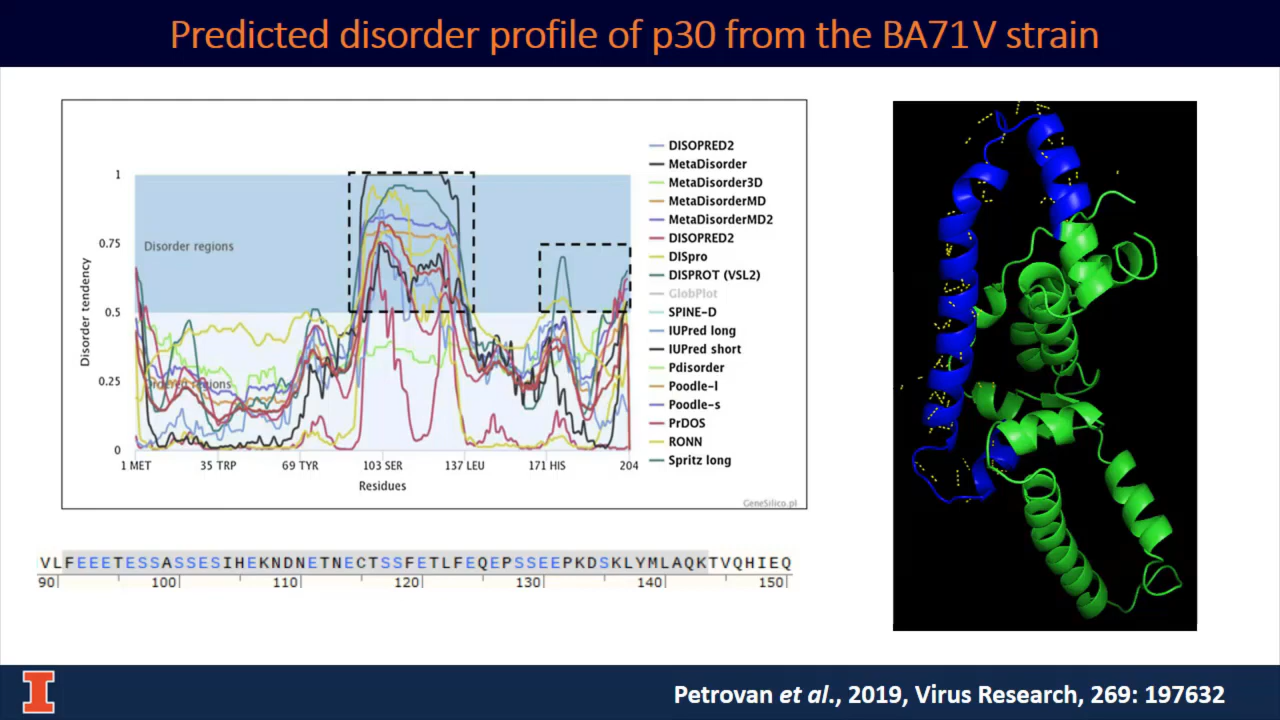 Predicted disorder profile of p30 from the BA71V strain
1
0.75
0.5
0.25
0
Disorder tendency
Disorder regions
Ordered regions
1 MET
35 TRP
69 TYR
103 SER
137 LEU
171 HIS
204
Residues
DISOPRED2
MetaDisorder
MetaDisorder3D
MetaDisorderMD
MetaDisorderMD2
DISOPRED2
DISpro
DISPROT (VSL2)
GlobPlot
SPINE-D
IUPred long
IUPred short
Pdisorder
Poodle-l
Poodle-s
PrDOS
RONN
Spritz long
GeneSilico.pl
VLFEEETESSASSESIHEKNDNETNECTSSFETLFEQEPSSEEPKDSKLYMLAQKTVQHIEQ
90 100 110 120 130 140 150
I
Petrovan et al., 2019, Virus Research, 269: 197632